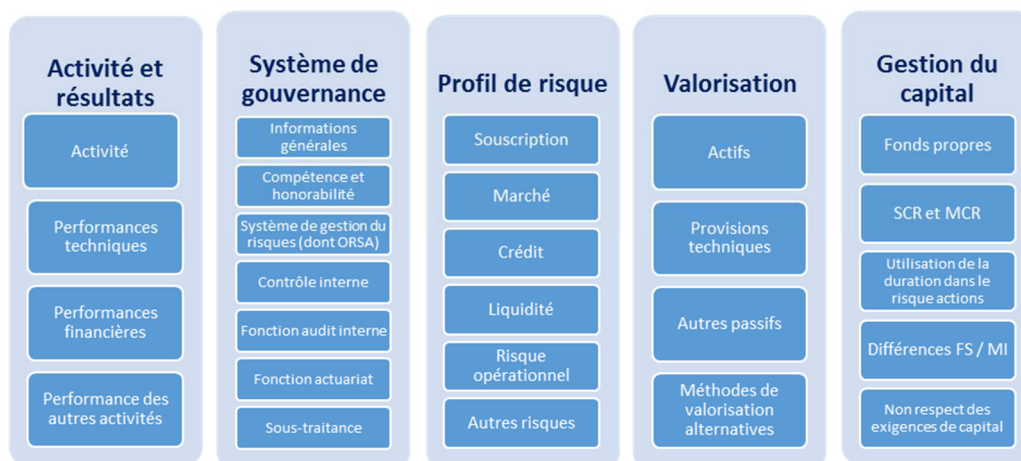 Activité et
résultats
Activité
Performances
techniques
Performances
financières
Performance des
autres activités
Système de
gouvernance
Informations
générales
Compétence et
honorabilité
Système de gestion du
risques (dont ORSA)
Contrôle interne
Fonction audit interne
Fonction actuariat
Sous-traitance
Profil de risque
Souscription
Marché
Crédit
Liquidité
Risque
opérationnel
Autres risques
Valorisation
Actifs
Provisions
techniques
Autres passifs
Méthodes de
valorisation
alternatives
Gestion du
capital
Fonds propres
SCR et MCR
Utilisation de la
duration dans le
risque actions
Différences FS / MI
Non respect des
exigences de capital